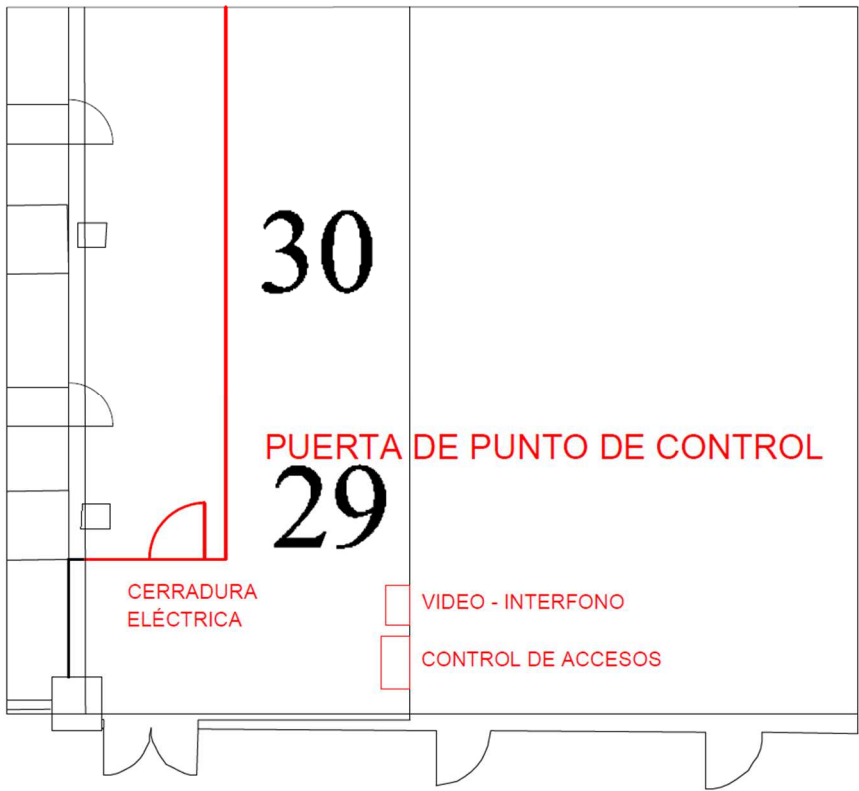 30
PUERTA DE PUNTO DE CONTROL
29
CERRADURA
ELÉCTRICA
VIDEO - INTERFONO
CONTROL DE ACCESOS